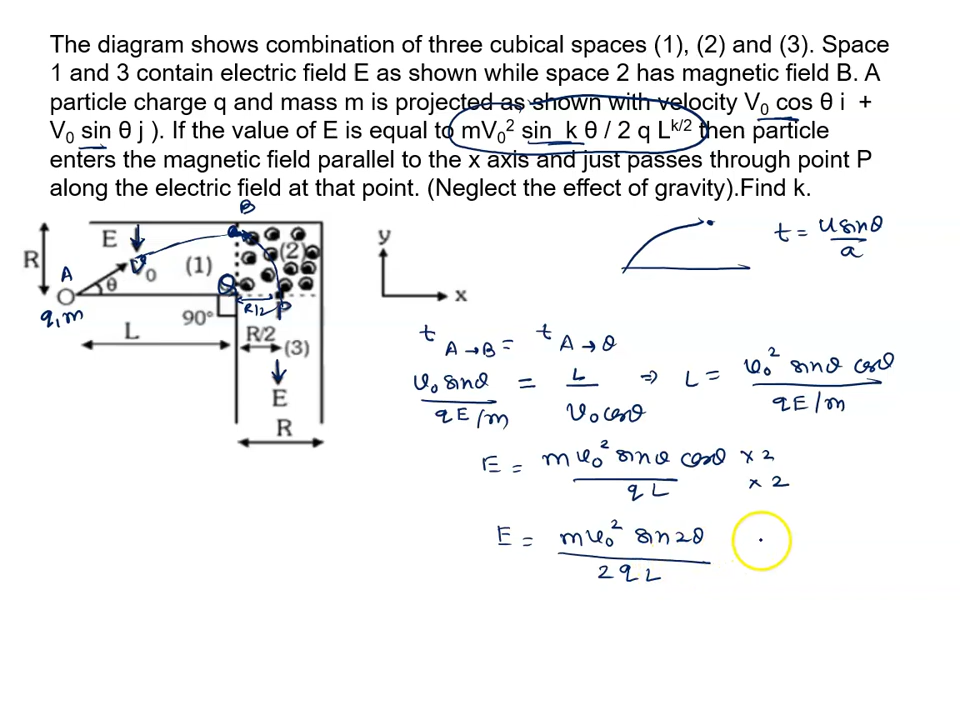 The diagram shows combination of three cubical spaces (1), (2) and (3). Space
1 and 3 contain electric field E as shown while space 2 has magnetic field B. A
particle charge q and mass m is projected as shown with velocity V₀ cos θ i +
V₀ sin θ j ). If the value of E is equal to mV₀² sin k θ / 2 q L^k/2 then particle
enters the magnetic field parallel to the x axis and just passes through point P
along the electric field at that point. (Neglect the effect of gravity).Find k.
B
E
R
(1)
(2)
A
V₀
θ
Q
q, m
R/2
P
L
90°
R/2
(3)
E
R
y
x
t = u sinθ / a
t A→B = t A→Q
v₀ sinθ / qE/m = L / v₀ cosθ ⇒ L = v₀² sinθ cosθ / qE/m
E = m v₀² sinθ cosθ × 2 / qL × 2
E = m v₀² sin2θ / 2qL